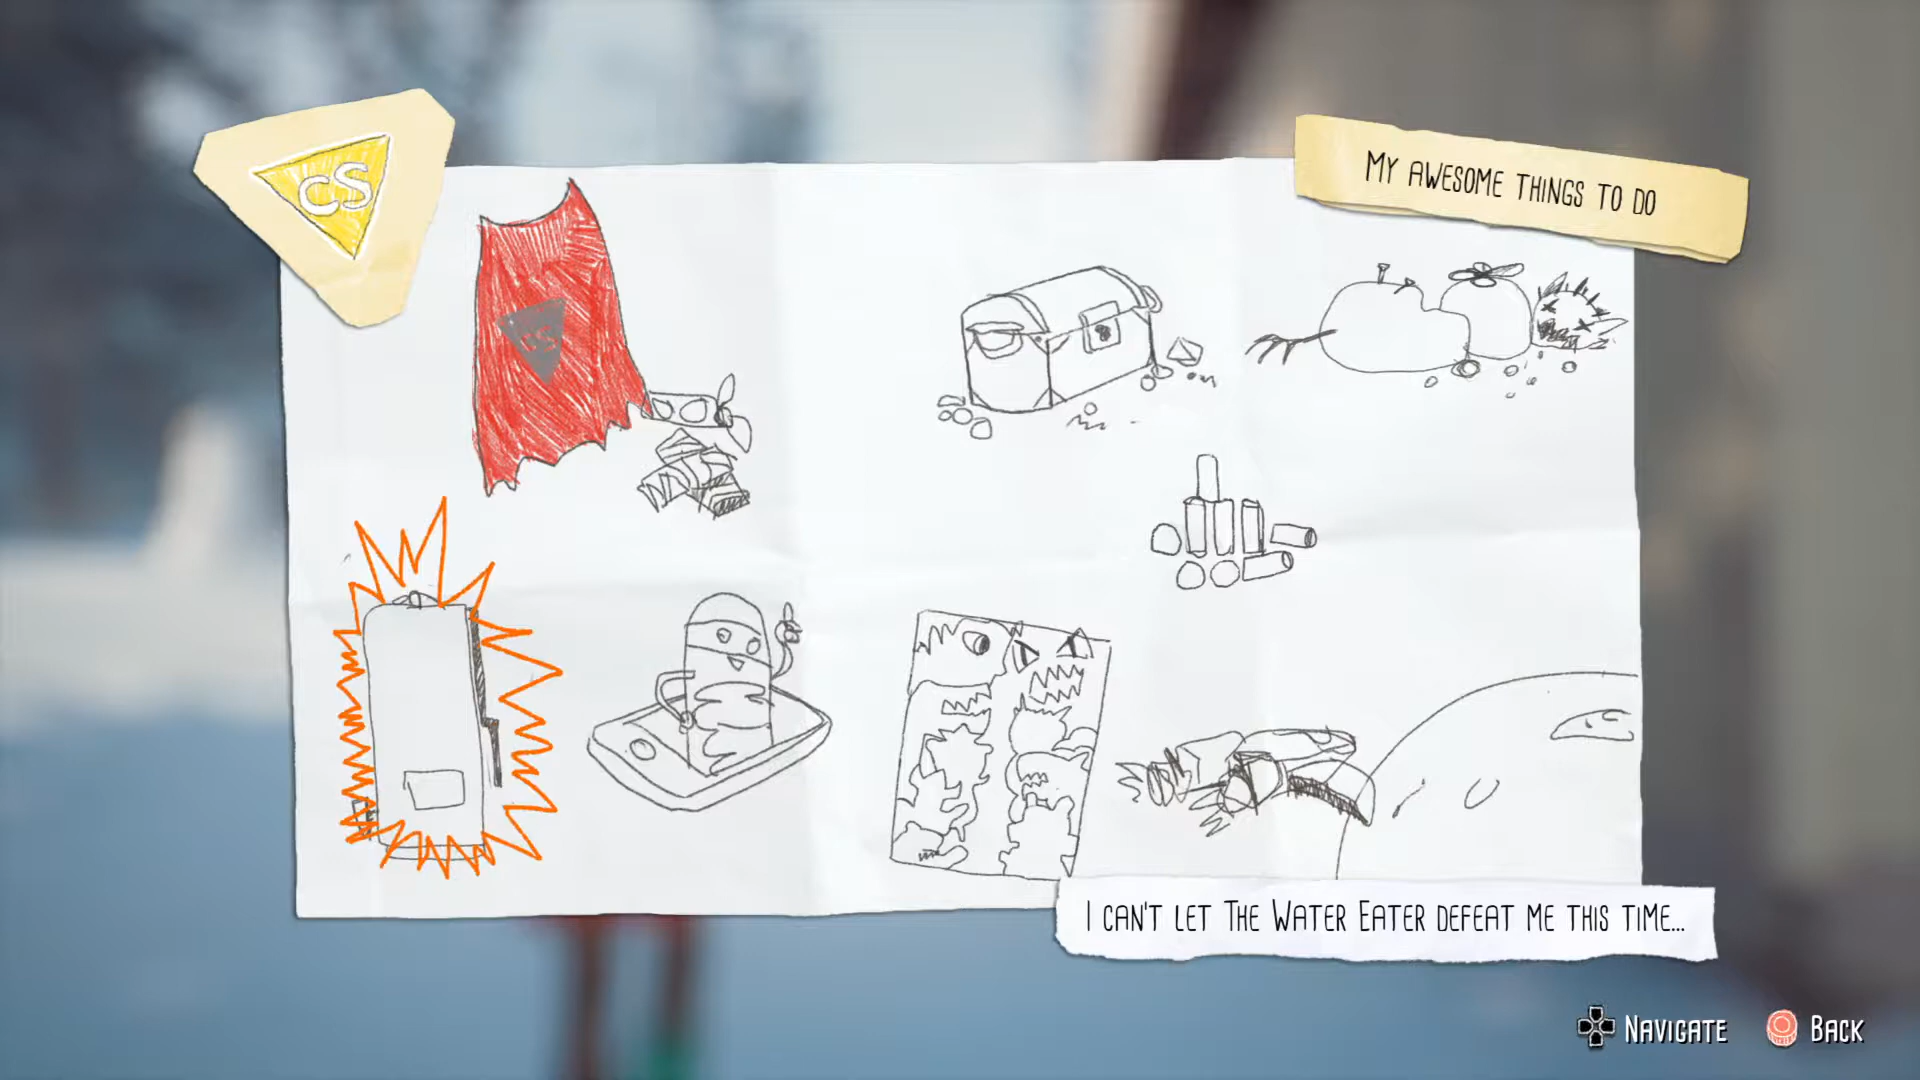 CS
My awesome things to do
CS
I can't let The Water Eater defeat me this time...
Navigate
Back